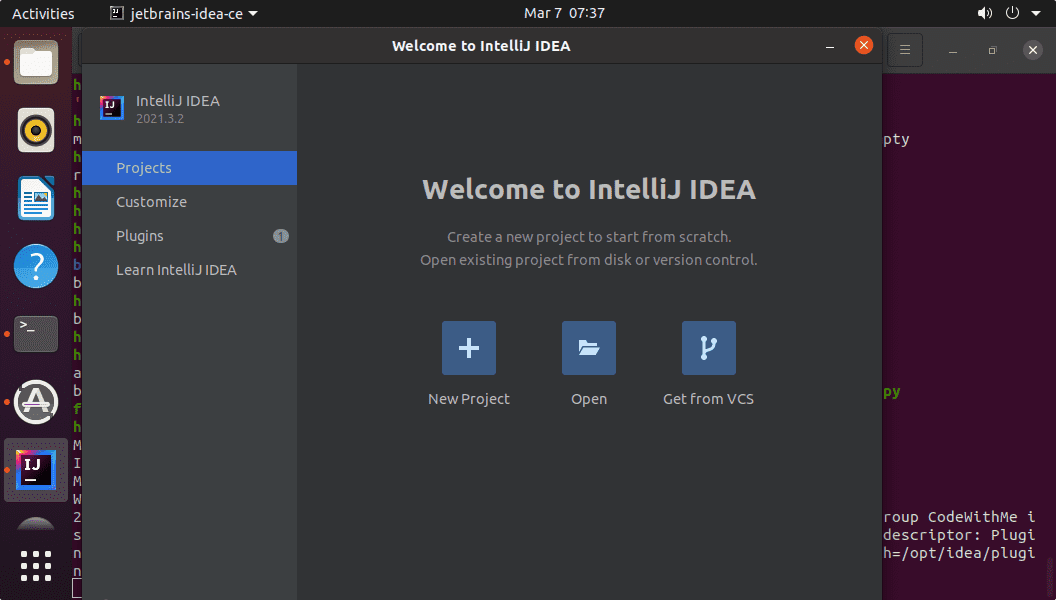 Activities
jetbrains-idea-ce
Mar 7 07:37
Welcome to IntelliJ IDEA
IJ
IntelliJ IDEA
2021.3.2
Projects
Customize
Plugins
1
Learn IntelliJ IDEA
Welcome to IntelliJ IDEA
Create a new project to start from scratch.
Open existing project from disk or version control.
New Project
Open
Get from VCS
?
>_
IJ
h
h
m
pty
h
r
h
h
h
h
b
b
h
b
h
h
a
b
py
f
h
M
I
M
W
2
roup CodeWithMe i
s
descriptor: Plugi
n
h=/opt/idea/plugi
n